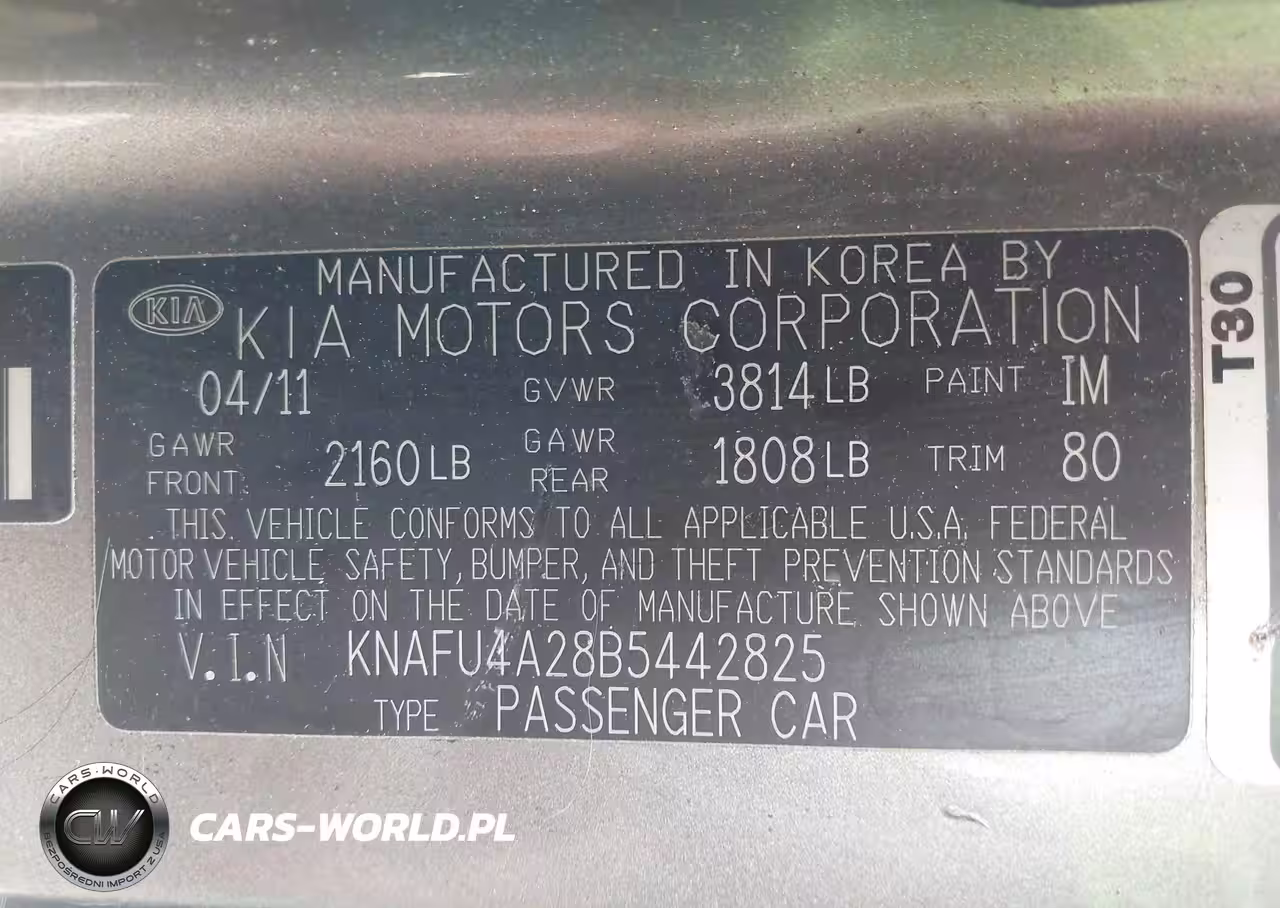 MANUFACTURED IN KOREA BY
KIA
KIA MOTORS CORPORATION
04/11 GVWR 3814 LB PAINT IM
GAWR FRONT 2160 LB GAWR REAR 1808 LB TRIM 80
THIS VEHICLE CONFORMS TO ALL APPLICABLE U.S.A. FEDERAL
MOTOR VEHICLE SAFETY, BUMPER, AND THEFT PREVENTION STANDARDS
IN EFFECT ON THE DATE OF MANUFACTURE SHOWN ABOVE
V.I.N KNAFU4A28B5442825
TYPE PASSENGER CAR
T30
CARS-WORLD
CW
BEZPOŚREDNI IMPORT Z USA
CARS-WORLD.PL